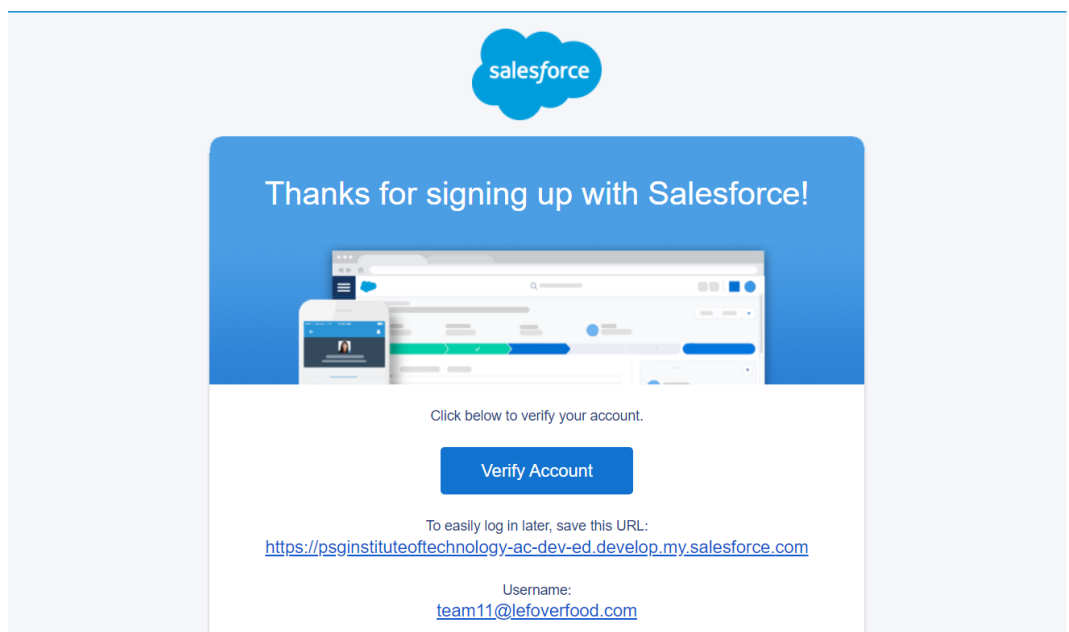 salesforce
Thanks for signing up with Salesforce!
Click below to verify your account.
Verify Account
To easily log in later, save this URL:
https://psginstituteoftechnology-ac-dev-ed.develop.my.salesforce.com
Username:
team11@lefoverfood.com